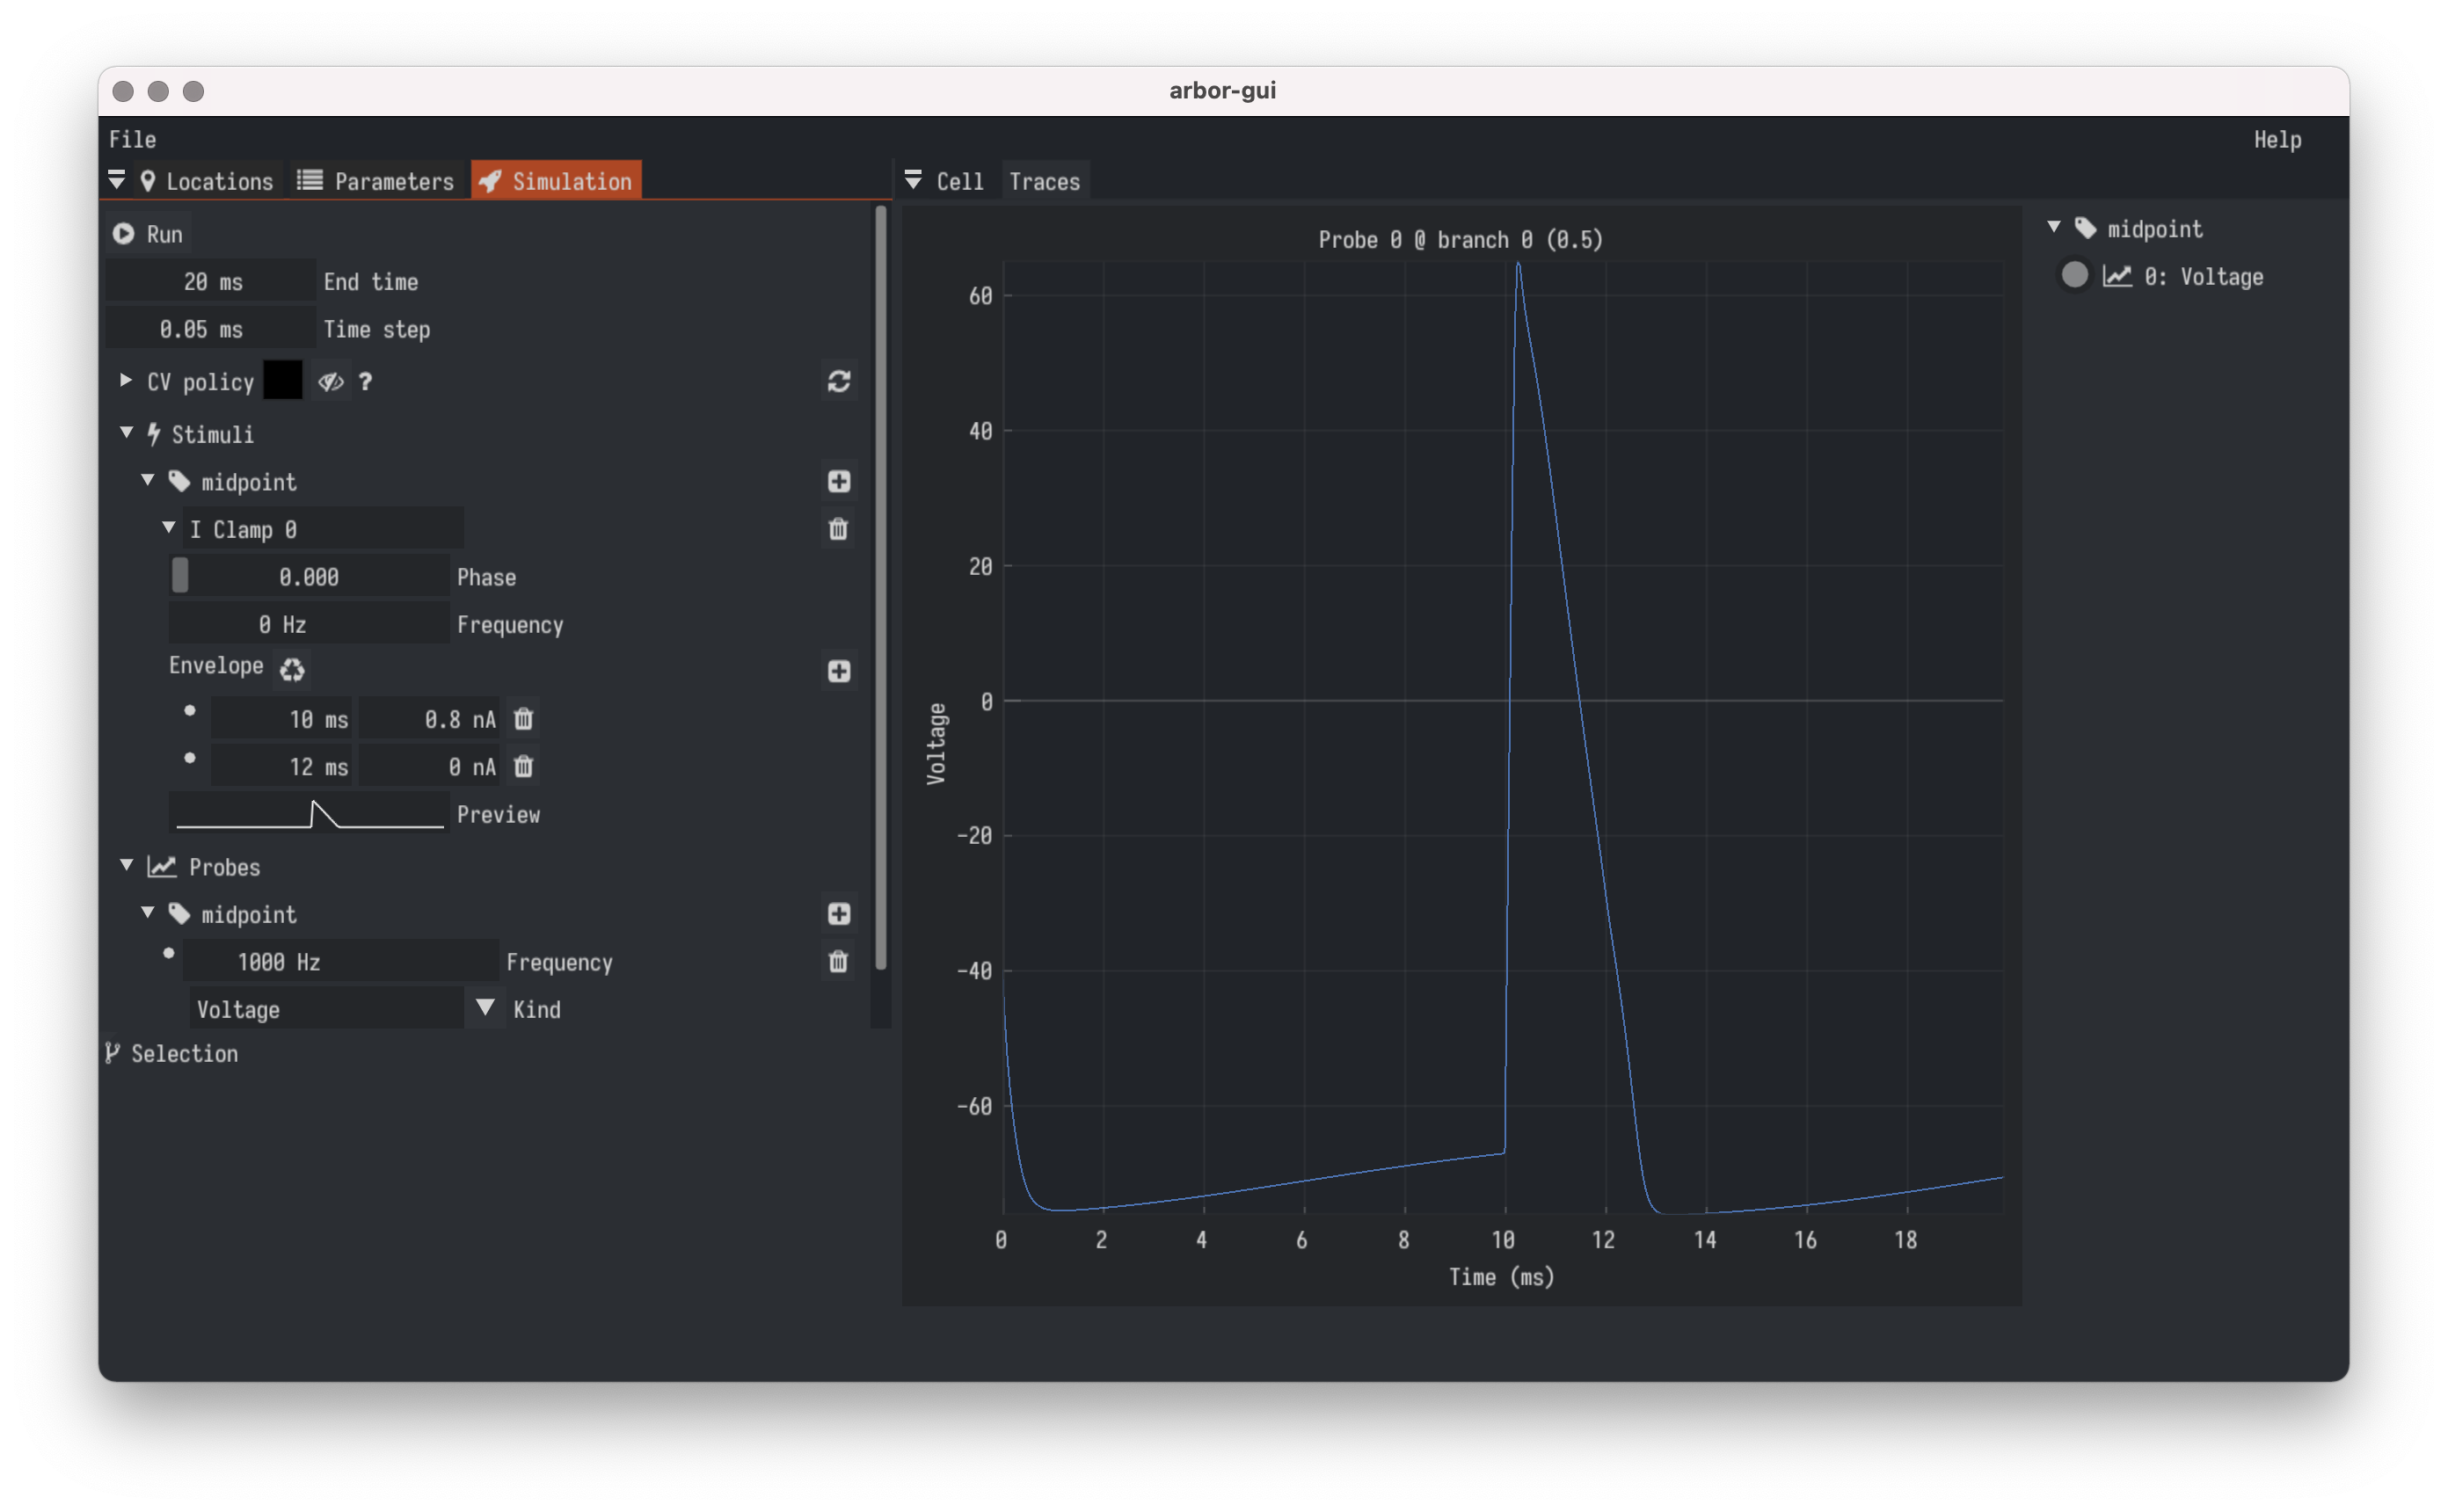 arbor-gui
File Help
Locations Parameters Simulation
Run
20 ms End time
0.05 ms Time step
CV policy ?
Stimuli
midpoint
I Clamp 0
0.000 Phase
0 Hz Frequency
Envelope
10 ms 0.8 nA
12 ms 0 nA
Preview
Probes
midpoint
1000 Hz Frequency
Voltage Kind
Selection
Cell Traces
Probe 0 @ branch 0 (0.5)
60
40
20
0
-20
-40
-60
Voltage
0 2 4 6 8 10 12 14 16 18
Time (ms)
midpoint
0: Voltage